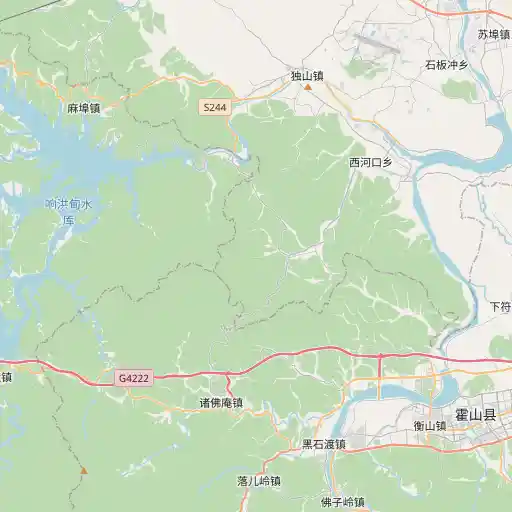 苏埠镇
石板冲乡
独山镇
麻埠镇
S244
西河口乡
响洪甸水
库
下符
G4222
镇
诸佛庵镇
霍山县
衡山镇
黑石渡镇
落儿岭镇
佛子岭镇